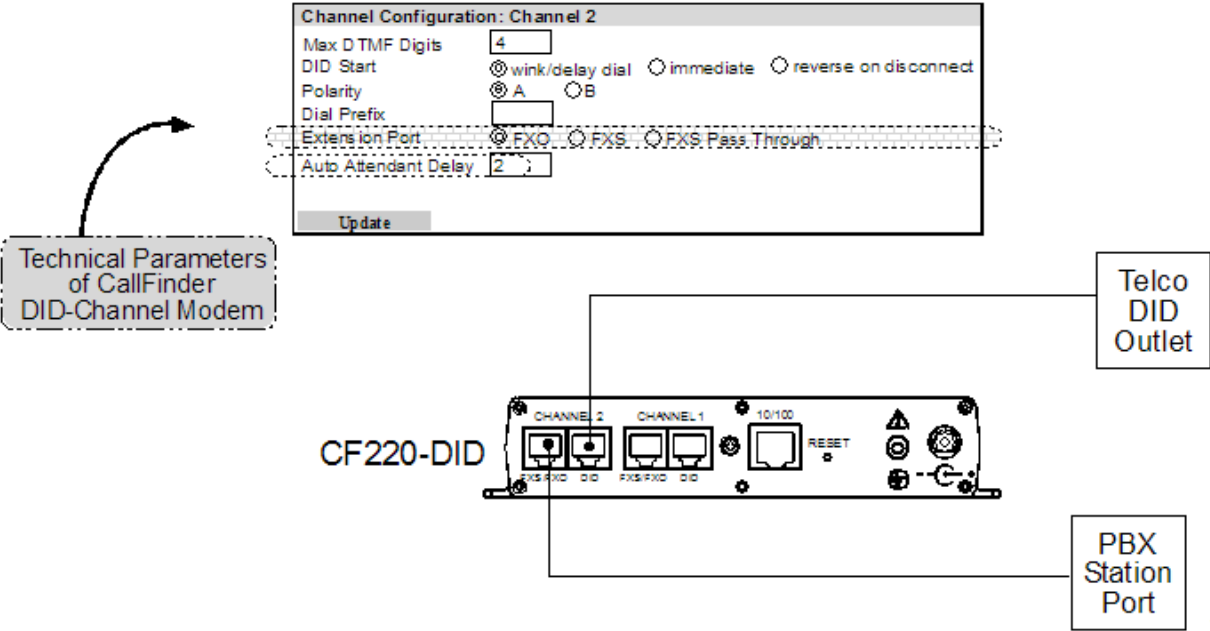 Channel Configuration: Channel 2
Max DTMF Digits 4
DID Start wink/delay dial immediate reverse on disconnect
Polarity A B
Dial Prefix
Extension Port FXO FXS FXS Pass Through
Auto Attendant Delay 2
Update
Technical Parameters
of CallFinder
DID-Channel Modem
Telco
DID
Outlet
CF220-DID
CHANNEL 2 CHANNEL 1 10/100
RESET
FXS/FXO DID FXS/FXO DID
PBX
Station
Port